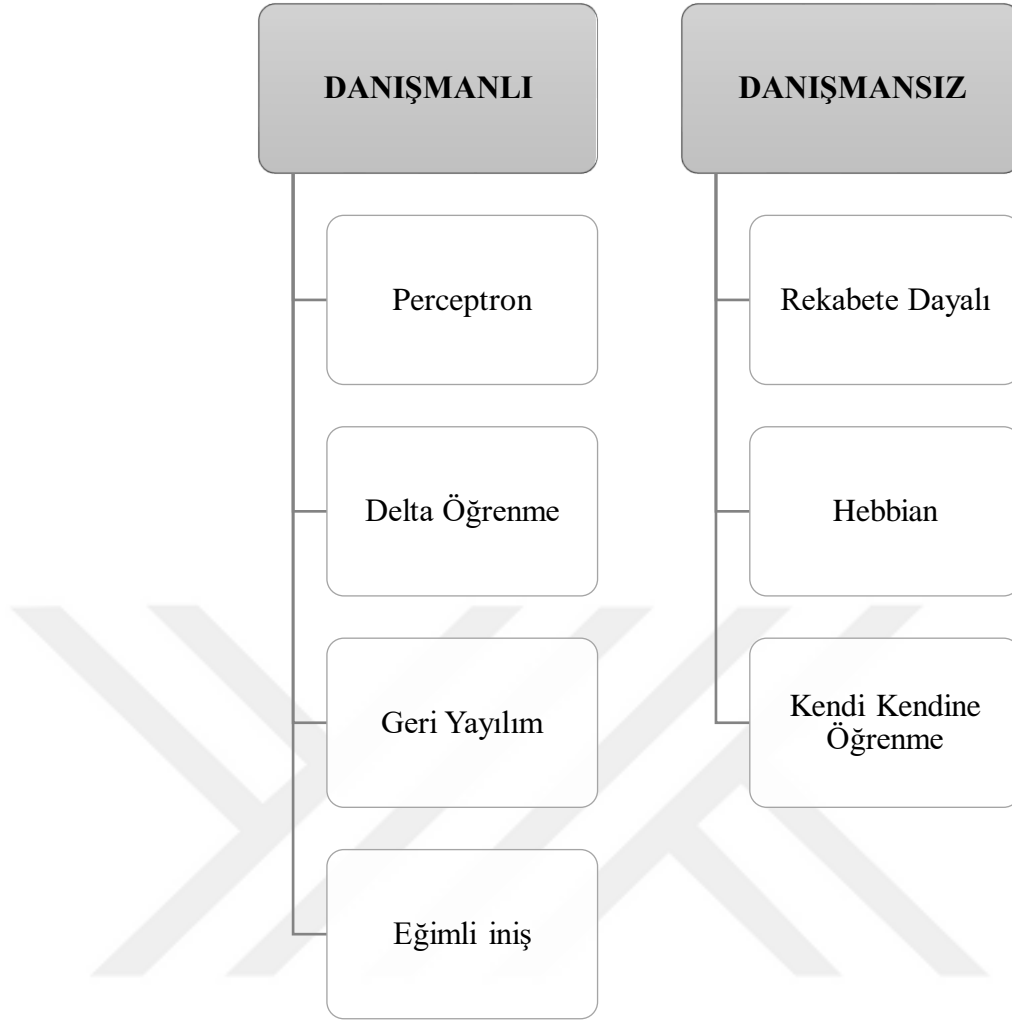 DANIŞMANLI
Perceptron
Delta Öğrenme
Geri Yayılım
Eğimli iniş
DANIŞMANSIZ
Rekabete Dayalı
Hebbian
Kendi Kendine
Öğrenme